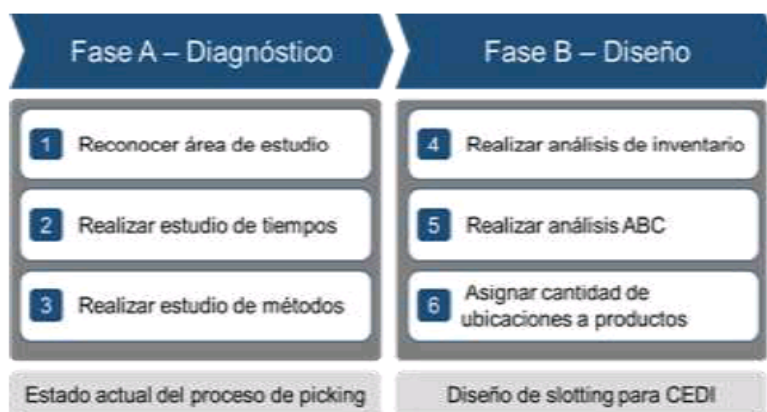 Fase A – Diagnóstico
1 Reconocer área de estudio
2 Realizar estudio de tiempos
3 Realizar estudio de métodos
Estado actual del proceso de picking
Fase B – Diseño
4 Realizar análisis de inventario
5 Realizar análisis ABC
6 Asignar cantidad de
ubicaciones a productos
Diseño de slotting para CEDI